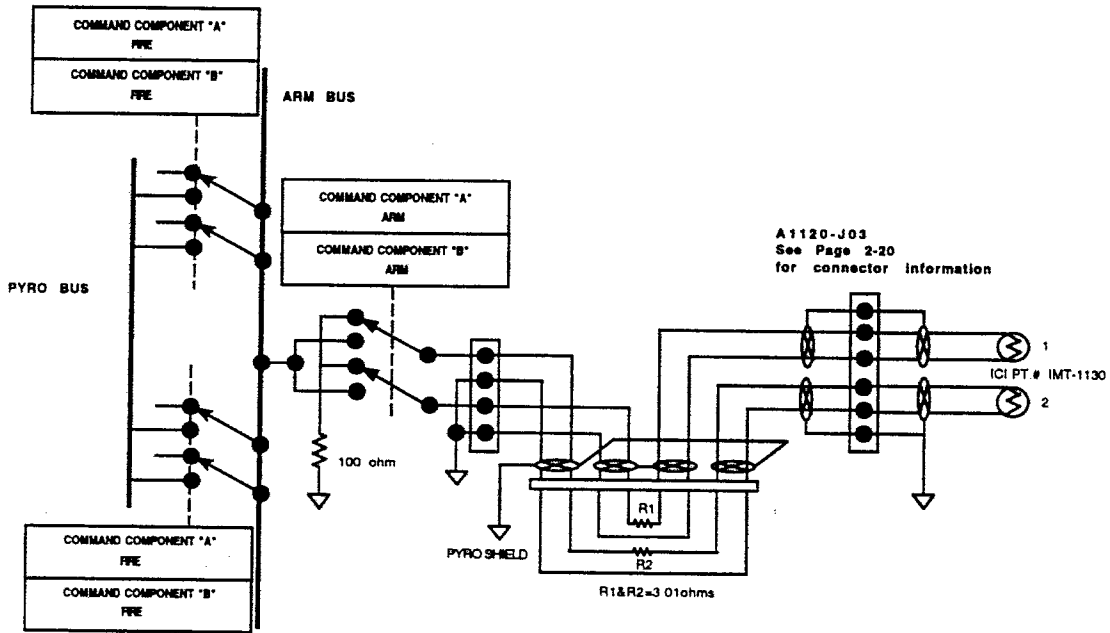 COMMAND COMPONENT "A"
FIRE
COMMAND COMPONENT "B"
FIRE
ARM BUS
COMMAND COMPONENT "A"
ARM
COMMAND COMPONENT "B"
ARM
A1120-J03
See Page 2-20
for connector information
PYRO BUS
1
ICI PT.# IMT-1130
2
100 ohm
R1
PYRO SHIELD
R2
R1&R2=3 01ohms
COMMAND COMPONENT "A"
FIRE
COMMAND COMPONENT "B"
FIRE